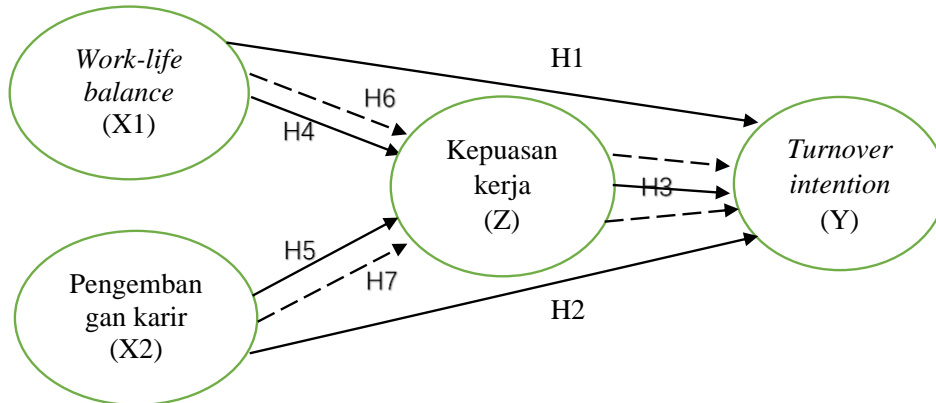 Work-life
balance
(X1)
H1
H6
H4
Kepuasan
kerja
(Z)
H3
Turnover
intention
(Y)
Pengemban
gan karir
(X2)
H5
H7
H2